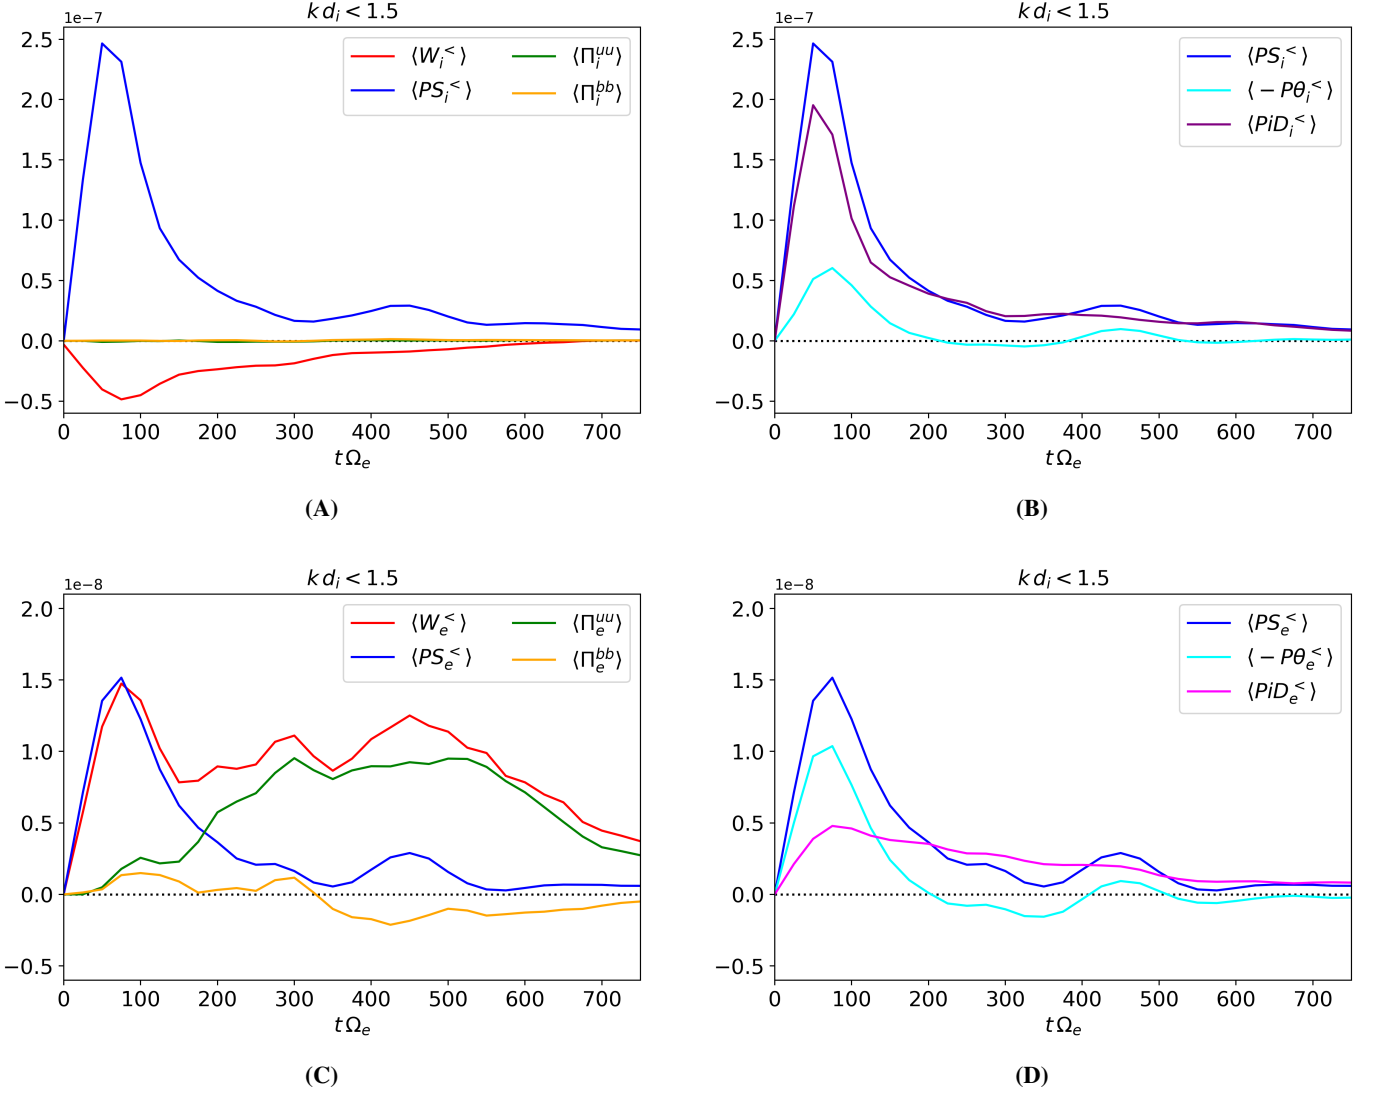 k d_i < 1.5
1e−7
2.5
2.0
1.5
1.0
0.5
0.0
−0.5
⟨W_i^<⟩ ⟨Π_i^{uu}⟩
⟨PS_i^<⟩ ⟨Π_i^{bb}⟩
0 100 200 300 400 500 600 700
t Ω_e
(A)
k d_i < 1.5
1e−7
2.5
2.0
1.5
1.0
0.5
0.0
−0.5
⟨PS_i^<⟩
⟨−Pθ_i^<⟩
⟨PiD_i^<⟩
0 100 200 300 400 500 600 700
t Ω_e
(B)
k d_i < 1.5
1e−8
2.0
1.5
1.0
0.5
0.0
−0.5
⟨W_e^<⟩ ⟨Π_e^{uu}⟩
⟨PS_e^<⟩ ⟨Π_e^{bb}⟩
0 100 200 300 400 500 600 700
t Ω_e
(C)
k d_i < 1.5
1e−8
2.0
1.5
1.0
0.5
0.0
−0.5
⟨PS_e^<⟩
⟨−Pθ_e^<⟩
⟨PiD_e^<⟩
0 100 200 300 400 500 600 700
t Ω_e
(D)